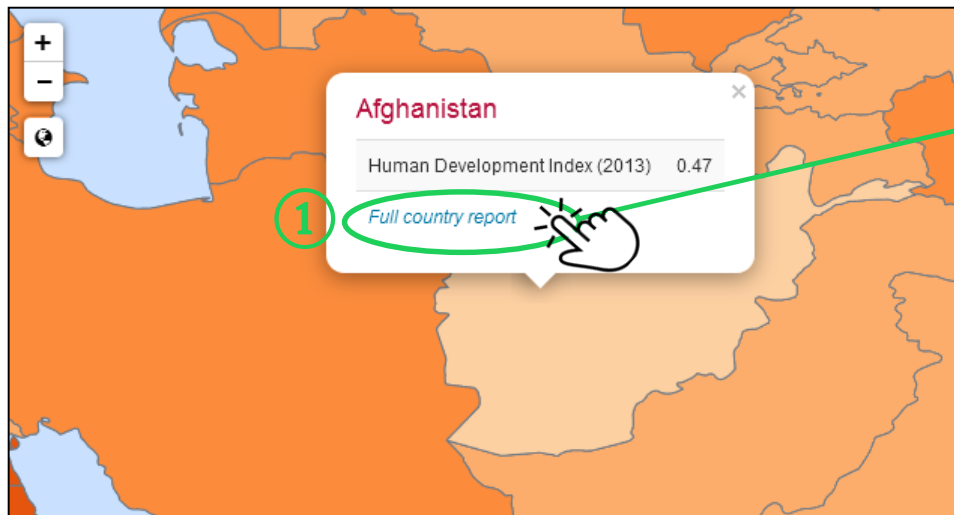 +
−
Afghanistan
×
Human Development Index (2013) 0.47
1
Full country report